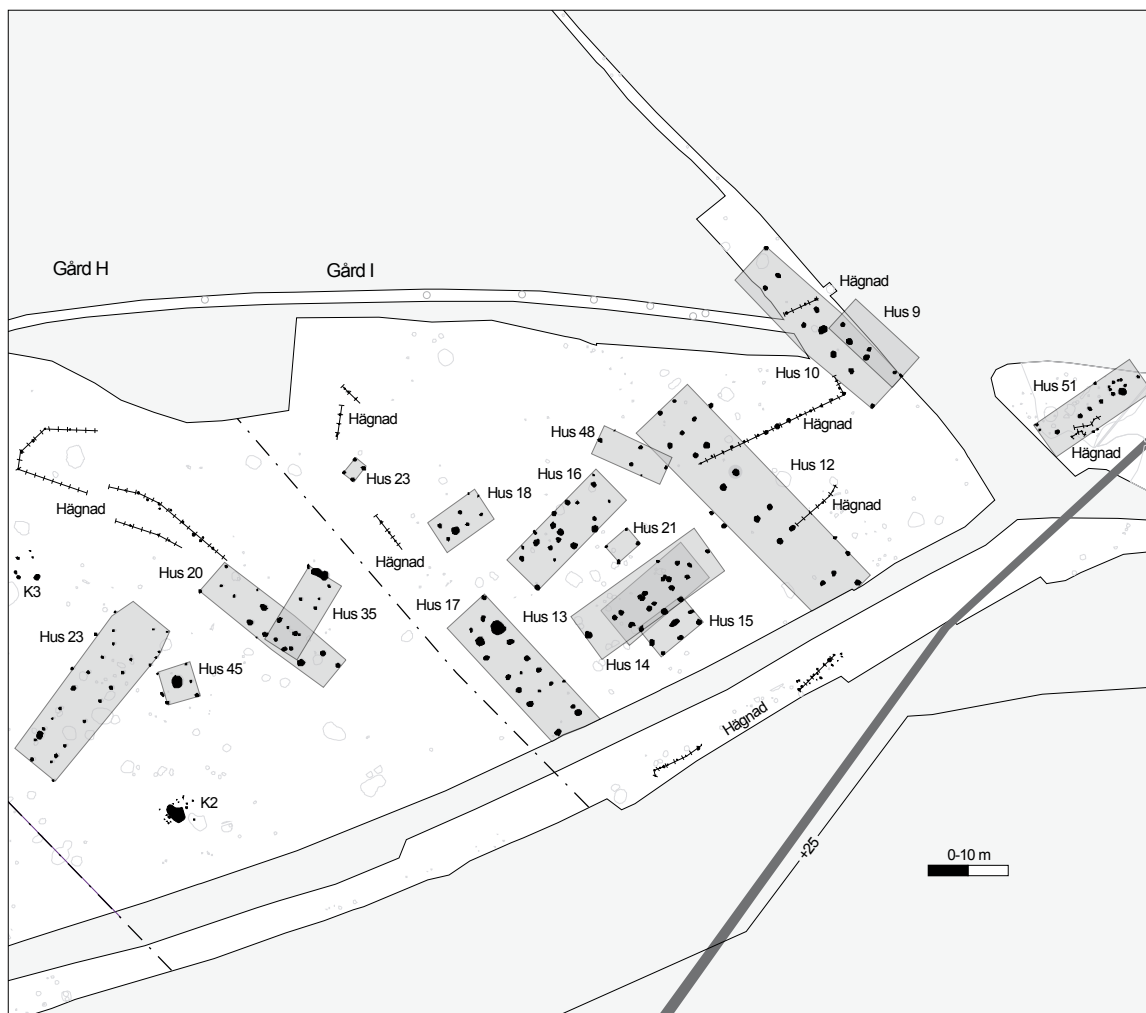 Gård H
Gård I
Hägnad
Hus 9
Hus 10
Hus 51
Hägnad
Hägnad
Hägnad
Hus 48
Hus 12
Hus 16
Hus 23
Hägnad
Hus 18
Hägnad
Hus 21
Hägnad
K3
Hus 20
Hus 35
Hus 17
Hus 13
Hus 15
Hus 23
Hus 14
Hus 45
Hägnad
K2
+25
0-10 m